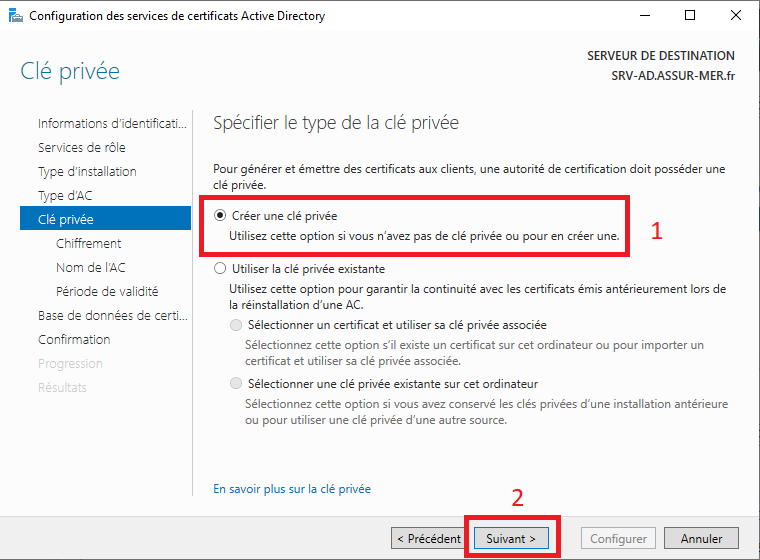 Configuration des services de certificats Active Directory
Clé privée
SERVEUR DE DESTINATION
SRV-AD.ASSUR-MER.fr
Informations d'identificati...
Services de rôle
Type d'installation
Type d'AC
Clé privée
Chiffrement
Nom de l'AC
Période de validité
Base de données de certi...
Confirmation
Progression
Résultats
Spécifier le type de la clé privée
Pour générer et émettre des certificats aux clients, une autorité de certification doit posséder une
clé privée.
Créer une clé privée
Utilisez cette option si vous n'avez pas de clé privée ou pour en créer une.
1
Utiliser la clé privée existante
Utilisez cette option pour garantir la continuité avec les certificats émis antérieurement lors de
la réinstallation d'une AC.
Sélectionner un certificat et utiliser sa clé privée associée
Sélectionnez cette option s'il existe un certificat sur cet ordinateur ou pour importer un
certificat et utiliser sa clé privée associée.
Sélectionner une clé privée existante sur cet ordinateur
Sélectionnez cette option si vous avez conservé les clés privées d'une installation antérieure
ou pour utiliser une clé privée d'une autre source.
En savoir plus sur la clé privée
2
< Précédent
Suivant >
Configurer
Annuler